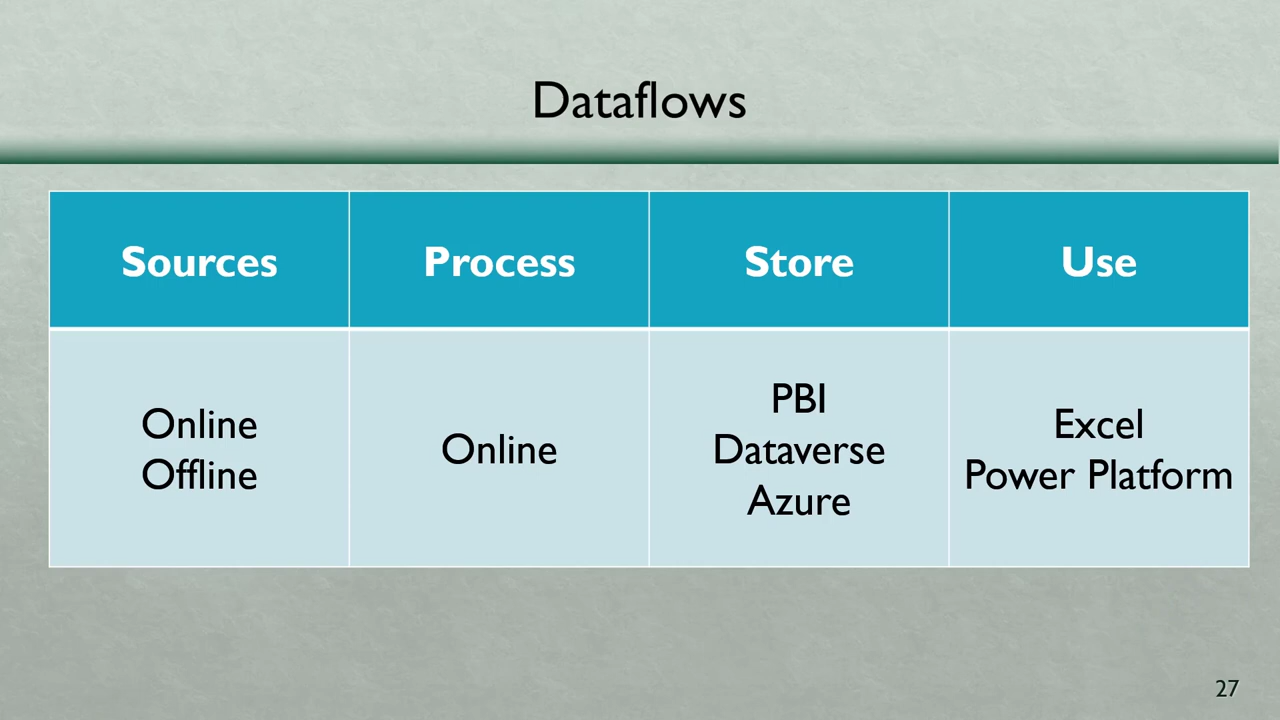 Dataflows
Sources
Process
Store
Use
Online
Offline
Online
PBI
Dataverse
Azure
Excel
Power Platform
27